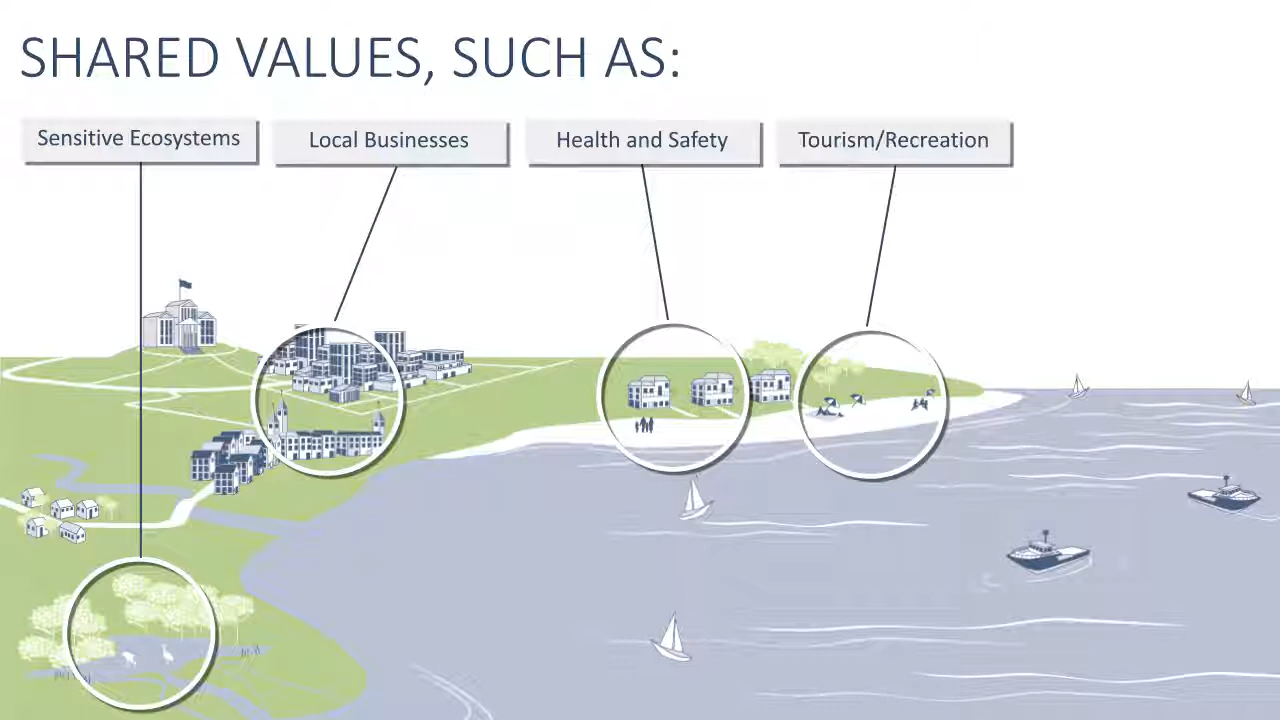 SHARED VALUES, SUCH AS:
Sensitive Ecosystems
Local Businesses
Health and Safety
Tourism/Recreation